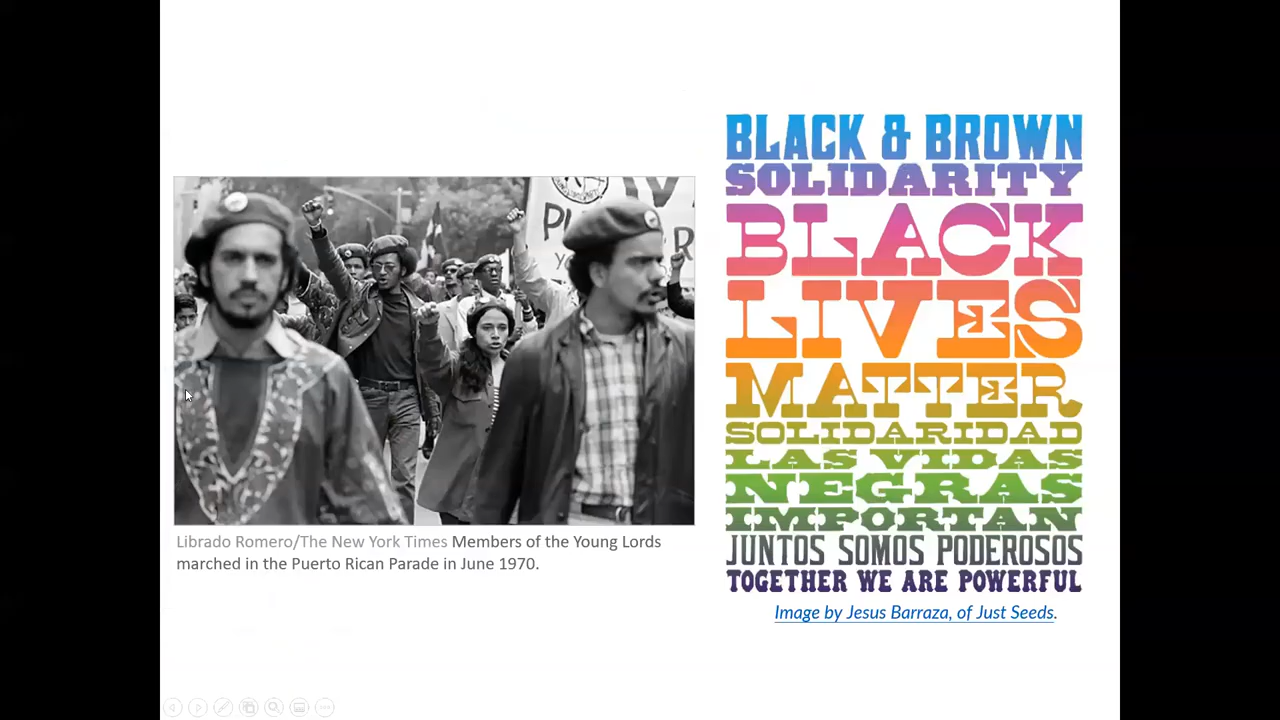 Librado Romero/The New York Times Members of the Young Lords
marched in the Puerto Rican Parade in June 1970.
BLACK & BROWN
SOLIDARITY
BLACK
LIVES
MATTER
SOLIDARIDAD
LAS VIDAS
NEGRAS
IMPORTAN
JUNTOS SOMOS PODEROSOS
TOGETHER WE ARE POWERFUL
Image by Jesus Barraza, of Just Seeds.